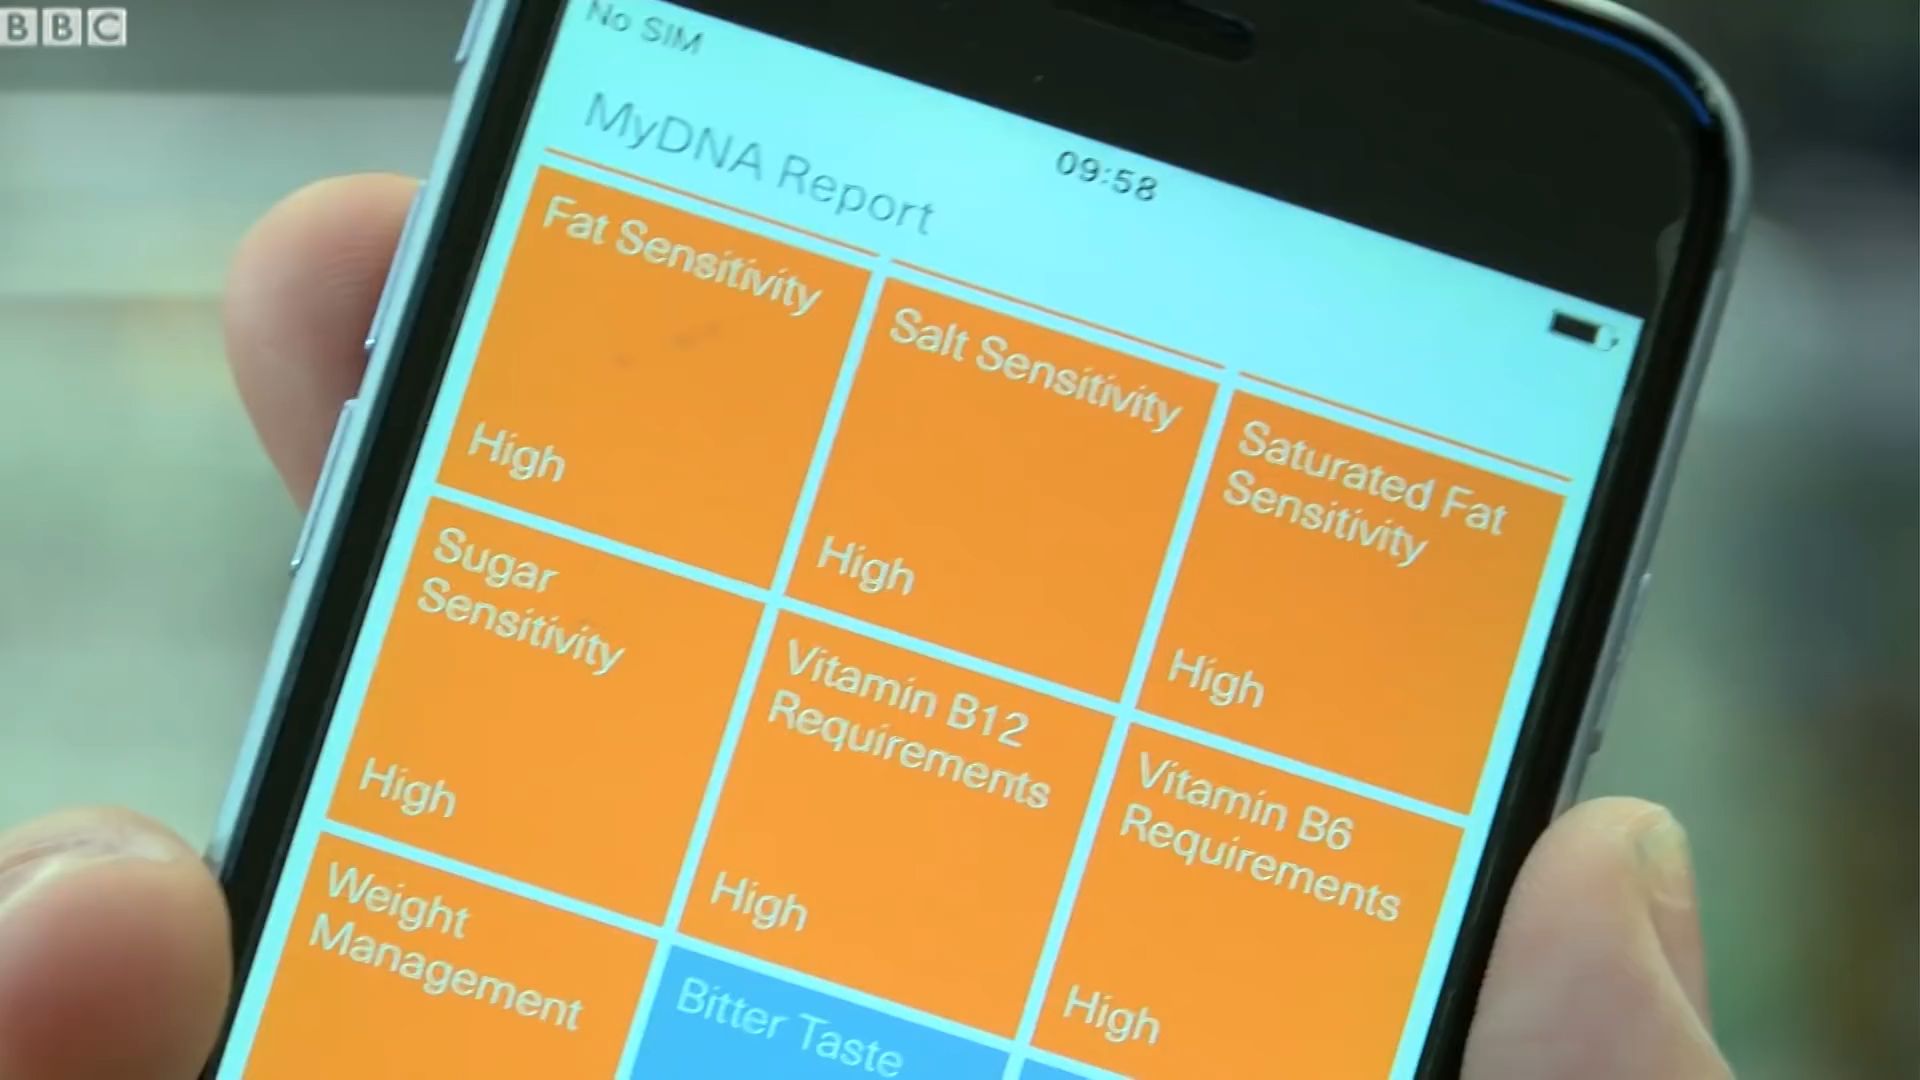 BBC
No SIM
09:58
MyDNA Report
Fat Sensitivity
High
Salt Sensitivity
High
Saturated Fat
Sensitivity
High
Sugar
Sensitivity
High
Vitamin B12
Requirements
High
Vitamin B6
Requirements
High
Weight
Management
Bitter Taste